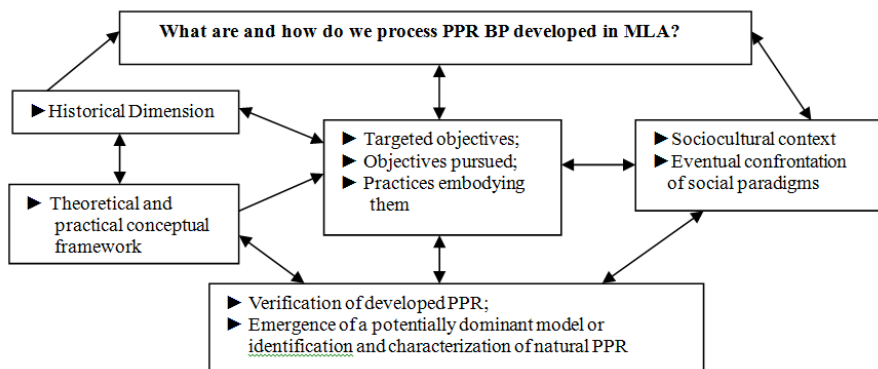 What are and how do we process PPR BP developed in MLA?
► Historical Dimension
► Targeted objectives;
► Objectives pursued;
► Practices embodying
them
► Sociocultural context
► Eventual confrontation
of social paradigms
► Theoretical and
practical conceptual
framework
► Verification of developed PPR;
► Emergence of a potentially dominant model or
identification and characterization of natural PPR